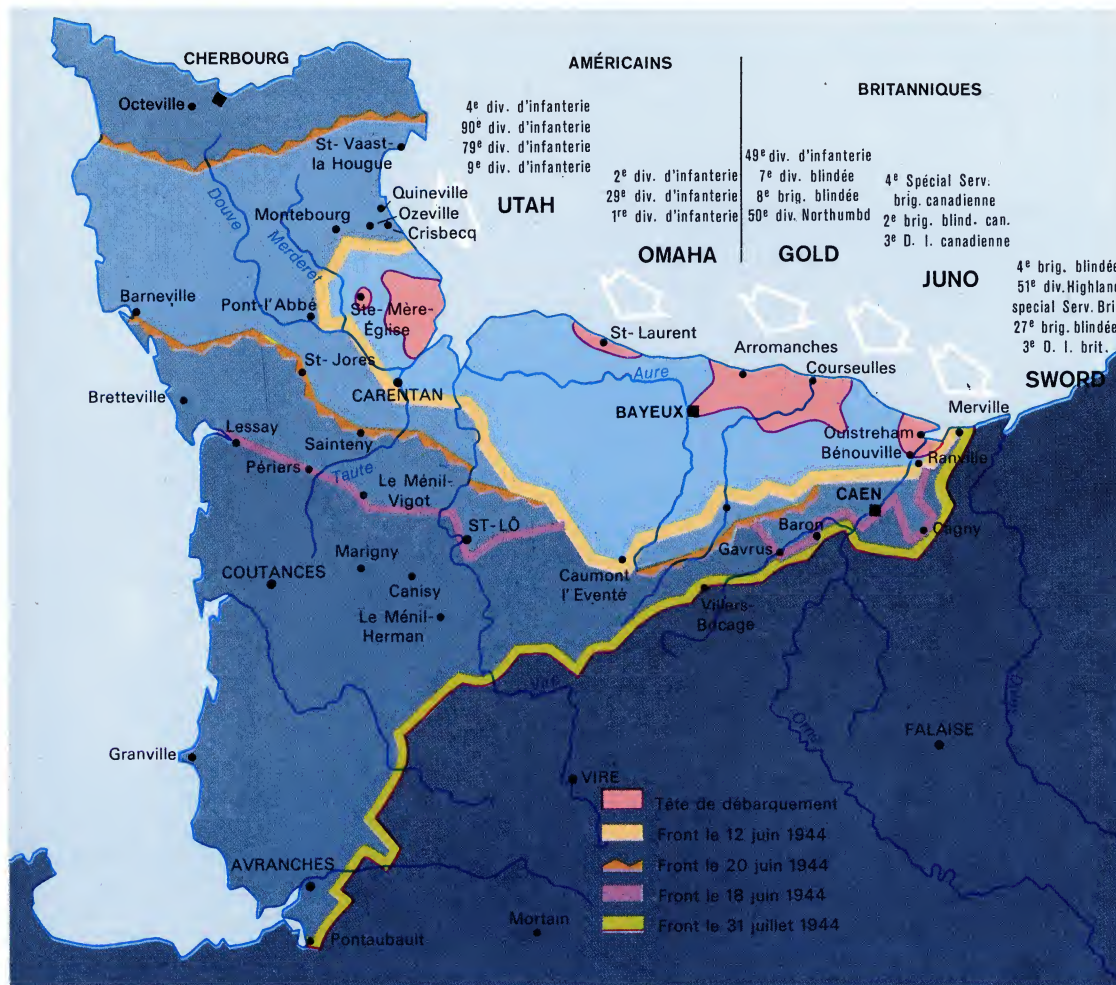 CHERBOURG
Octeville
St-Vaast-
la Hougue
Quineville
Ozeville
Crisbecq
Montebourg
Douve
Merderet
Barneville
Pont-l'Abbé
Ste-Mère-
Église
St-Jores
CARENTAN
Bretteville
Lessay
Sainteny
Périers
Taute
Le Ménil-
Vigot
ST-LÔ
Marigny
COUTANCES
Canisy
Le Ménil-
Herman
Granville
AVRANCHES
Pontaubault
AMÉRICAINS
4e div. d'infanterie
90e div. d'infanterie
79e div. d'infanterie
9e div. d'infanterie
UTAH
2e div. d'infanterie
29e div. d'infanterie
1re div. d'infanterie
OMAHA
BRITANNIQUES
49e div. d'infanterie
7e div. blindée
8e brig. blindée
50e div. Northumbd
GOLD
4e Spécial Serv.
brig. canadienne
2e brig. blind. can.
3e D. I. canadienne
JUNO
4e brig. blindée
51e div. Highland
special Serv. Bri
27e brig. blindée
3e D. I. brit.
SWORD
St-Laurent
Arromanches
Courseulles
Aure
BAYEUX
Merville
Ouistreham
Bénouville
Ranville
CAEN
Baron
Cagny
Gavrus
Caumont
l'Eventé
Villers-
Bocage
Vire
Orne
FALAISE
VIRE
Mortain
Tête de débarquement
Front le 12 juin 1944
Front le 20 juin 1944
Front le 18 juin 1944
Front le 31 juillet 1944